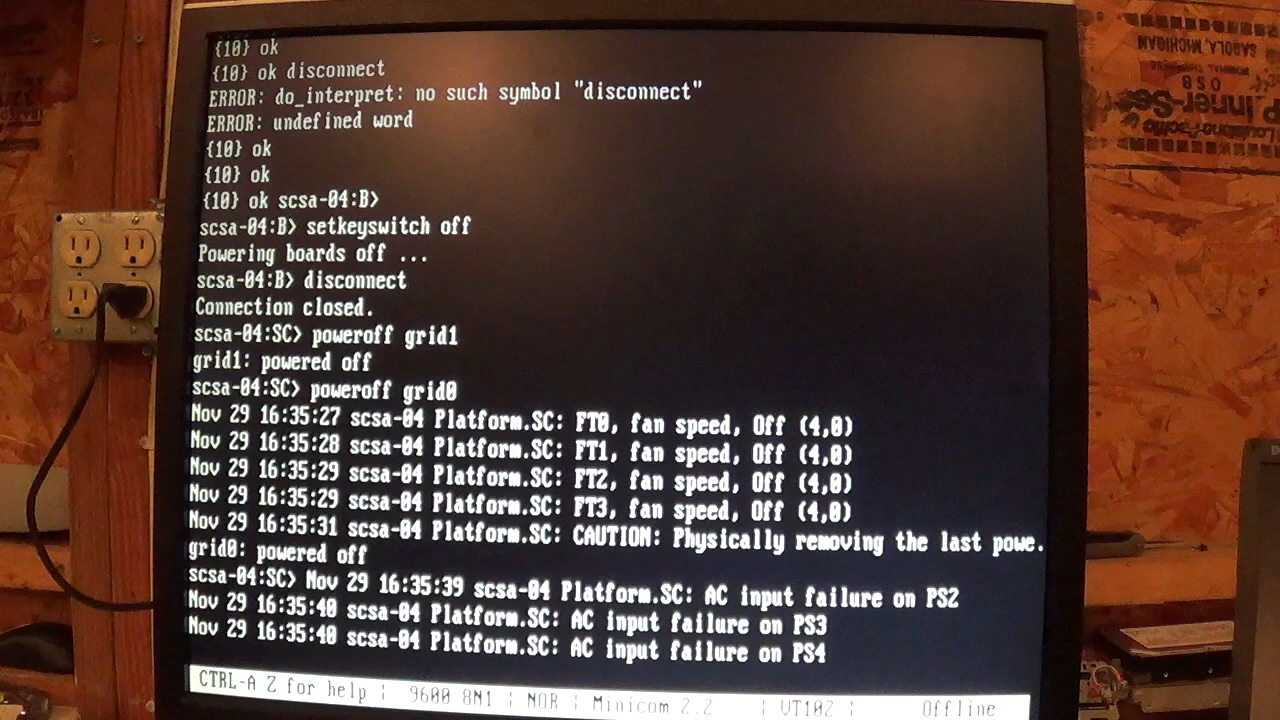 {10} ok
{10} ok disconnect
ERROR: do_interpret: no such symbol "disconnect"
ERROR: undefined word
{10} ok
{10} ok
{10} ok scsa-04:B>
scsa-04:B> setkeyswitch off
Powering boards off ...
scsa-04:B> disconnect
Connection closed.
scsa-04:SC> poweroff grid1
grid1: powered off
scsa-04:SC> poweroff grid0
Nov 29 16:35:27 scsa-04 Platform.SC: FT0, fan speed, Off (4,0)
Nov 29 16:35:28 scsa-04 Platform.SC: FT1, fan speed, Off (4,0)
Nov 29 16:35:29 scsa-04 Platform.SC: FT2, fan speed, Off (4,0)
Nov 29 16:35:29 scsa-04 Platform.SC: FT3, fan speed, Off (4,0)
Nov 29 16:35:31 scsa-04 Platform.SC: CAUTION: Physically removing the last powe.
grid0: powered off
scsa-04:SC> Nov 29 16:35:39 scsa-04 Platform.SC: AC input failure on PS2
Nov 29 16:35:40 scsa-04 Platform.SC: AC input failure on PS3
Nov 29 16:35:40 scsa-04 Platform.SC: AC input failure on PS4
CTRL-A Z for help | 9600 8N1 | NOR | Minicom 2.2 | VT102 | Offline
SAGOLA, MICHIGAN
OSB
Inner-Se